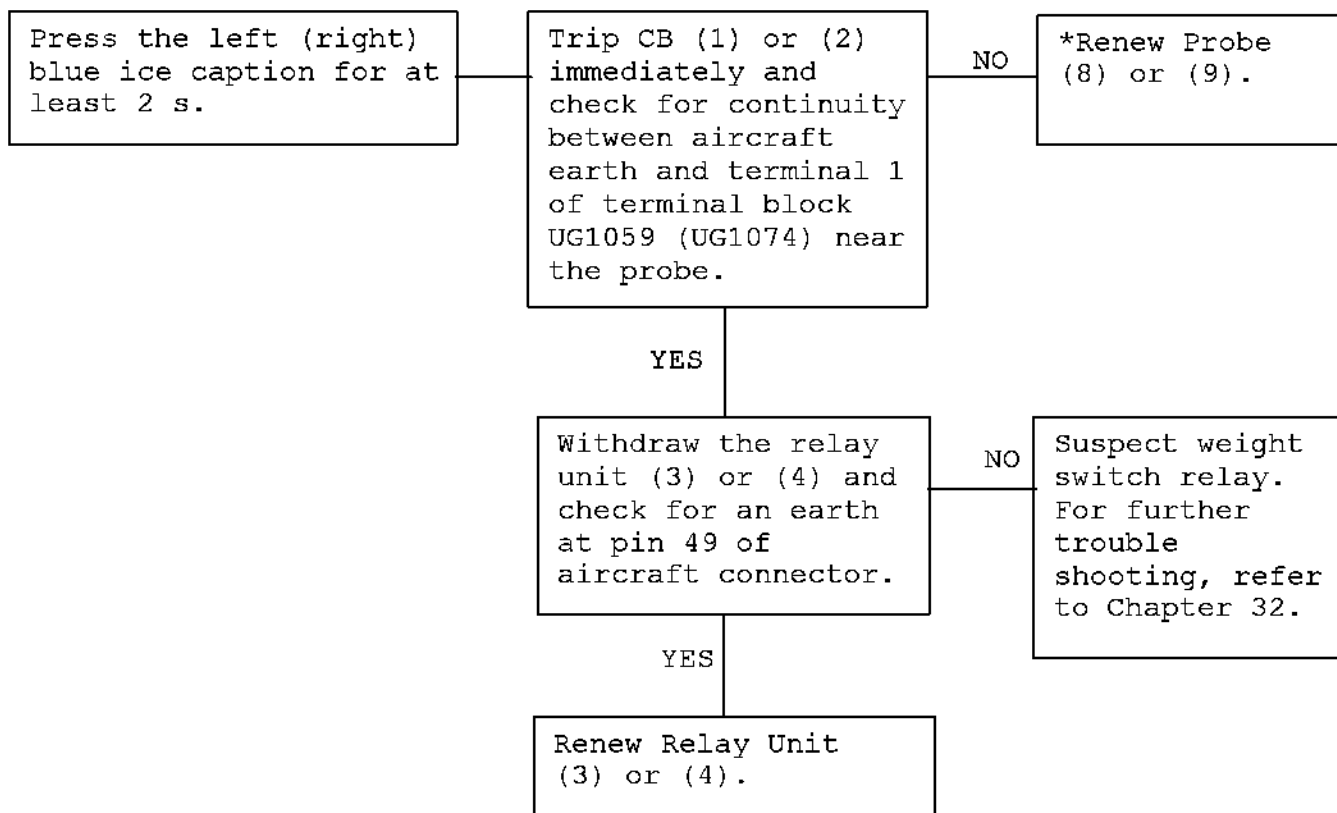 Press the left (right)
blue ice caption for at
least 2 s.
Trip CB (1) or (2)
immediately and
check for continuity
between aircraft
earth and terminal 1
of terminal block
UG1059 (UG1074) near
the probe.
NO
*Renew Probe
(8) or (9).
YES
Withdraw the relay
unit (3) or (4) and
check for an earth
at pin 49 of
aircraft connector.
NO
Suspect weight
switch relay.
For further
trouble
shooting, refer
to Chapter 32.
YES
Renew Relay Unit
(3) or (4).